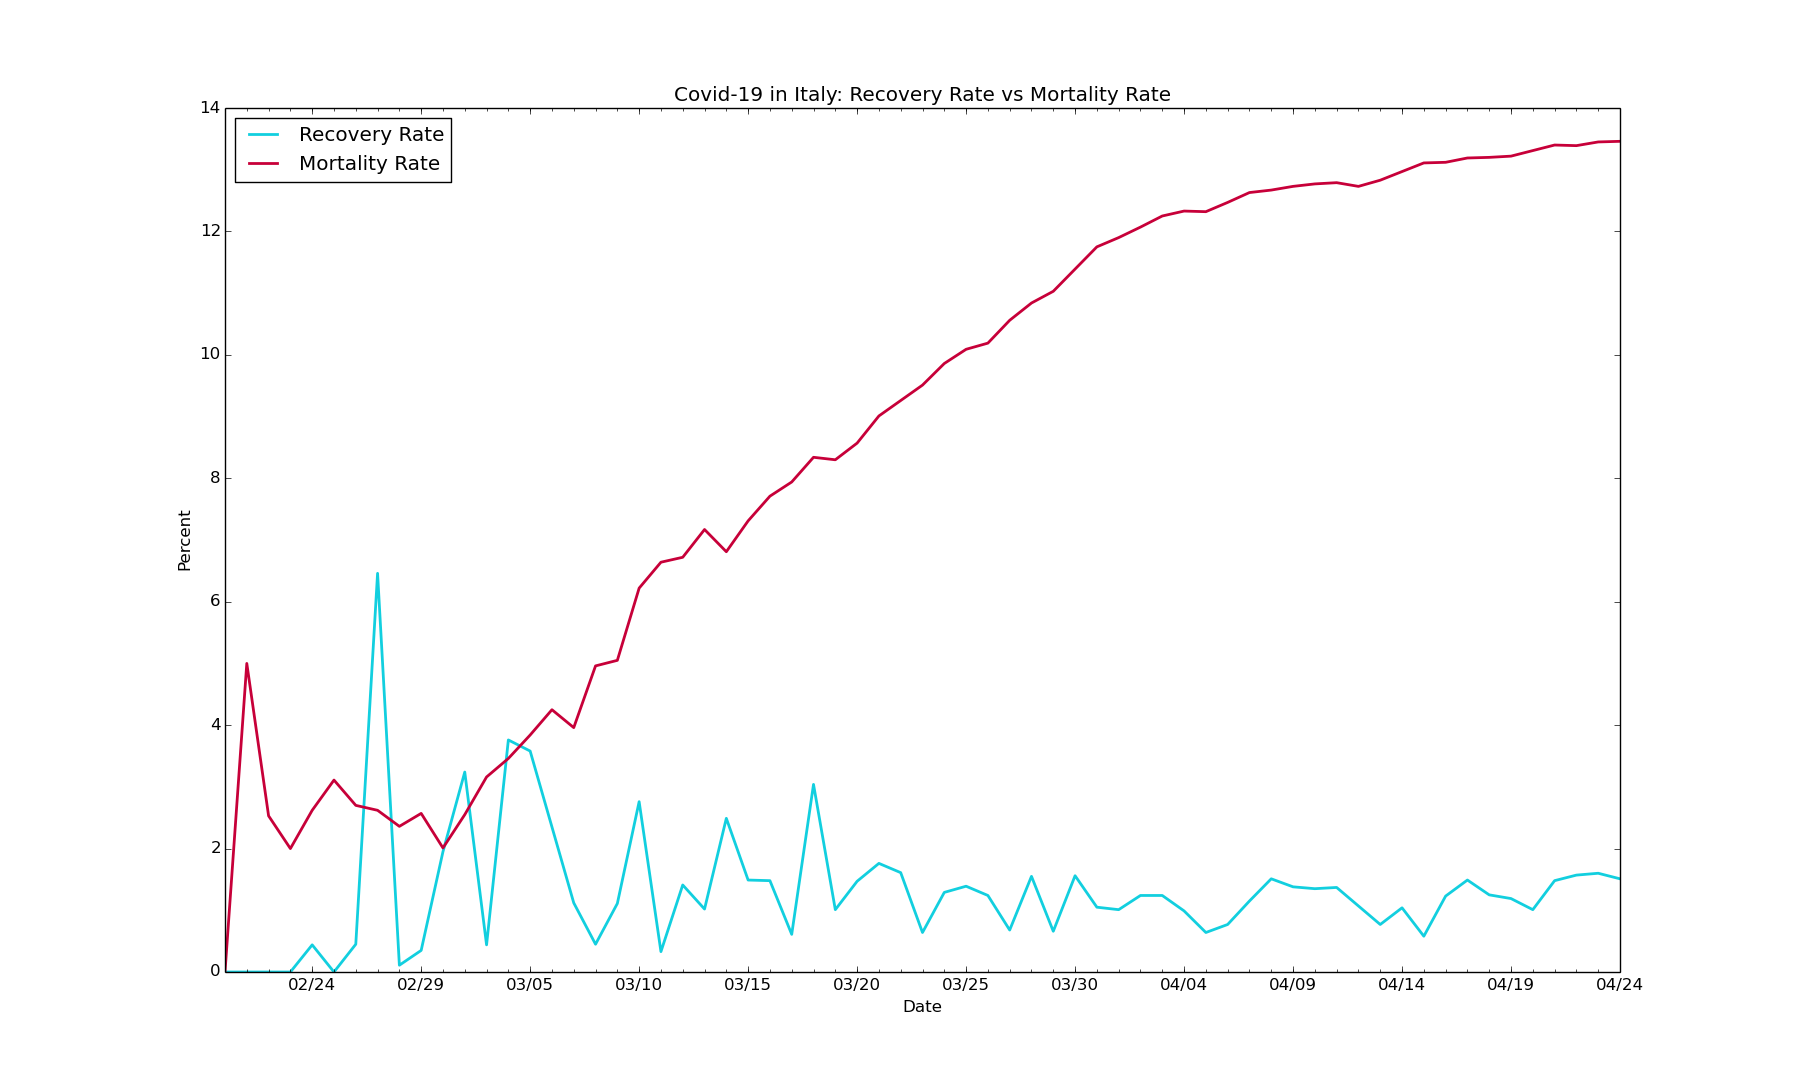 Covid-19 in Italy: Recovery Rate vs Mortality Rate
14
Recovery Rate
Mortality Rate
12
10
8
6
4
2
0
Percent
02/24 02/29 03/05 03/10 03/15 03/20 03/25 03/30 04/04 04/09 04/14 04/19 04/24
Date